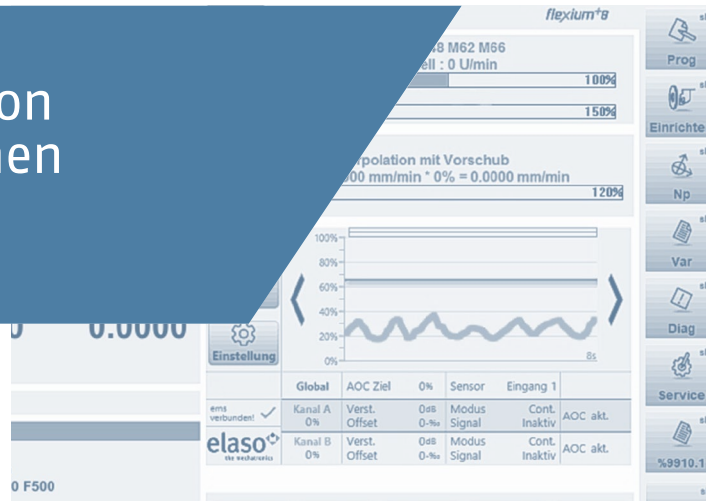 flexium+8
on
nen
8 M62 M66
ell : 0 U/min
100%
150%
rpolation mit Vorschub
000 mm/min * 0% = 0.0000 mm/min
120%
100%
80%
60%
40%
20%
0%
8s
0.0000
Einstellung
Global AOC Ziel 0% Sensor Eingang 1
ems
verbunden!
Kanal A Verst. 0dB Modus Cont. AOC akt.
0% Offset 0-‰ Signal Inaktiv
elaso
the mechatronics
Kanal B Verst. 0dB Modus Cont. AOC akt.
0% Offset 0-‰ Signal Inaktiv
0 F500
Prog
Einrichte
Np
Var
Diag
Service
%9910.1